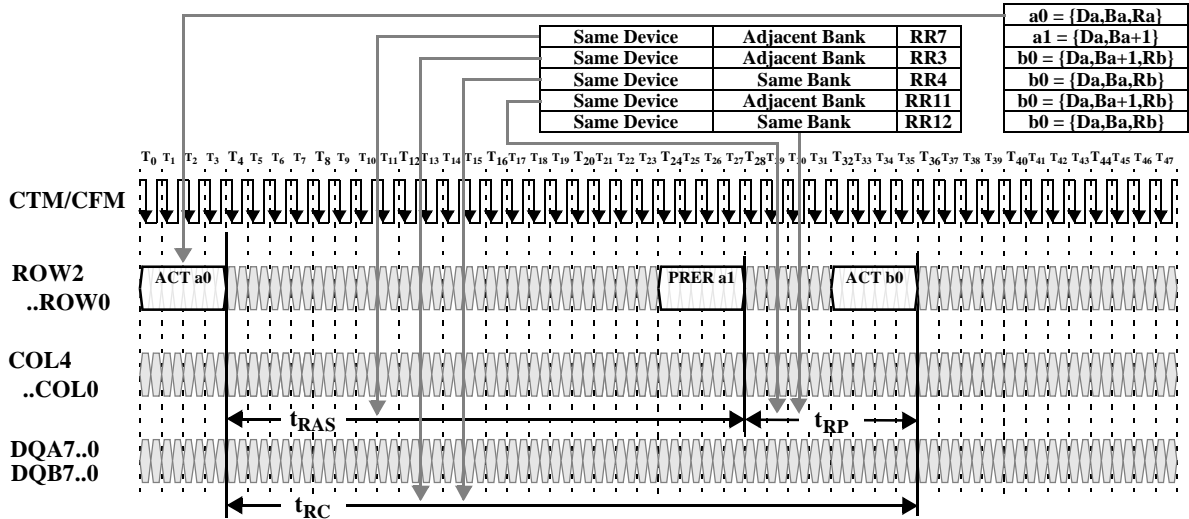 a0 = {Da,Ba,Ra}
Same Device Adjacent Bank RR7 a1 = {Da,Ba+1}
Same Device Adjacent Bank RR3 b0 = {Da,Ba+1,Rb}
Same Device Same Bank RR4 b0 = {Da,Ba,Rb}
Same Device Adjacent Bank RR11 b0 = {Da,Ba+1,Rb}
Same Device Same Bank RR12 b0 = {Da,Ba,Rb}
T0 T1 T2 T3 T4 T5 T6 T7 T8 T9 T10 T11 T12 T13 T14 T15 T16 T17 T18 T19 T20 T21 T22 T23 T24 T25 T26 T27 T28 T29 T30 T31 T32 T33 T34 T35 T36 T37 T38 T39 T40 T41 T42 T43 T44 T45 T46 T47
CTM/CFM
ROW2 ACT a0 PRER a1 ACT b0
..ROW0
COL4
..COL0
tRAS tRP
DQA7..0
DQB7..0
tRC